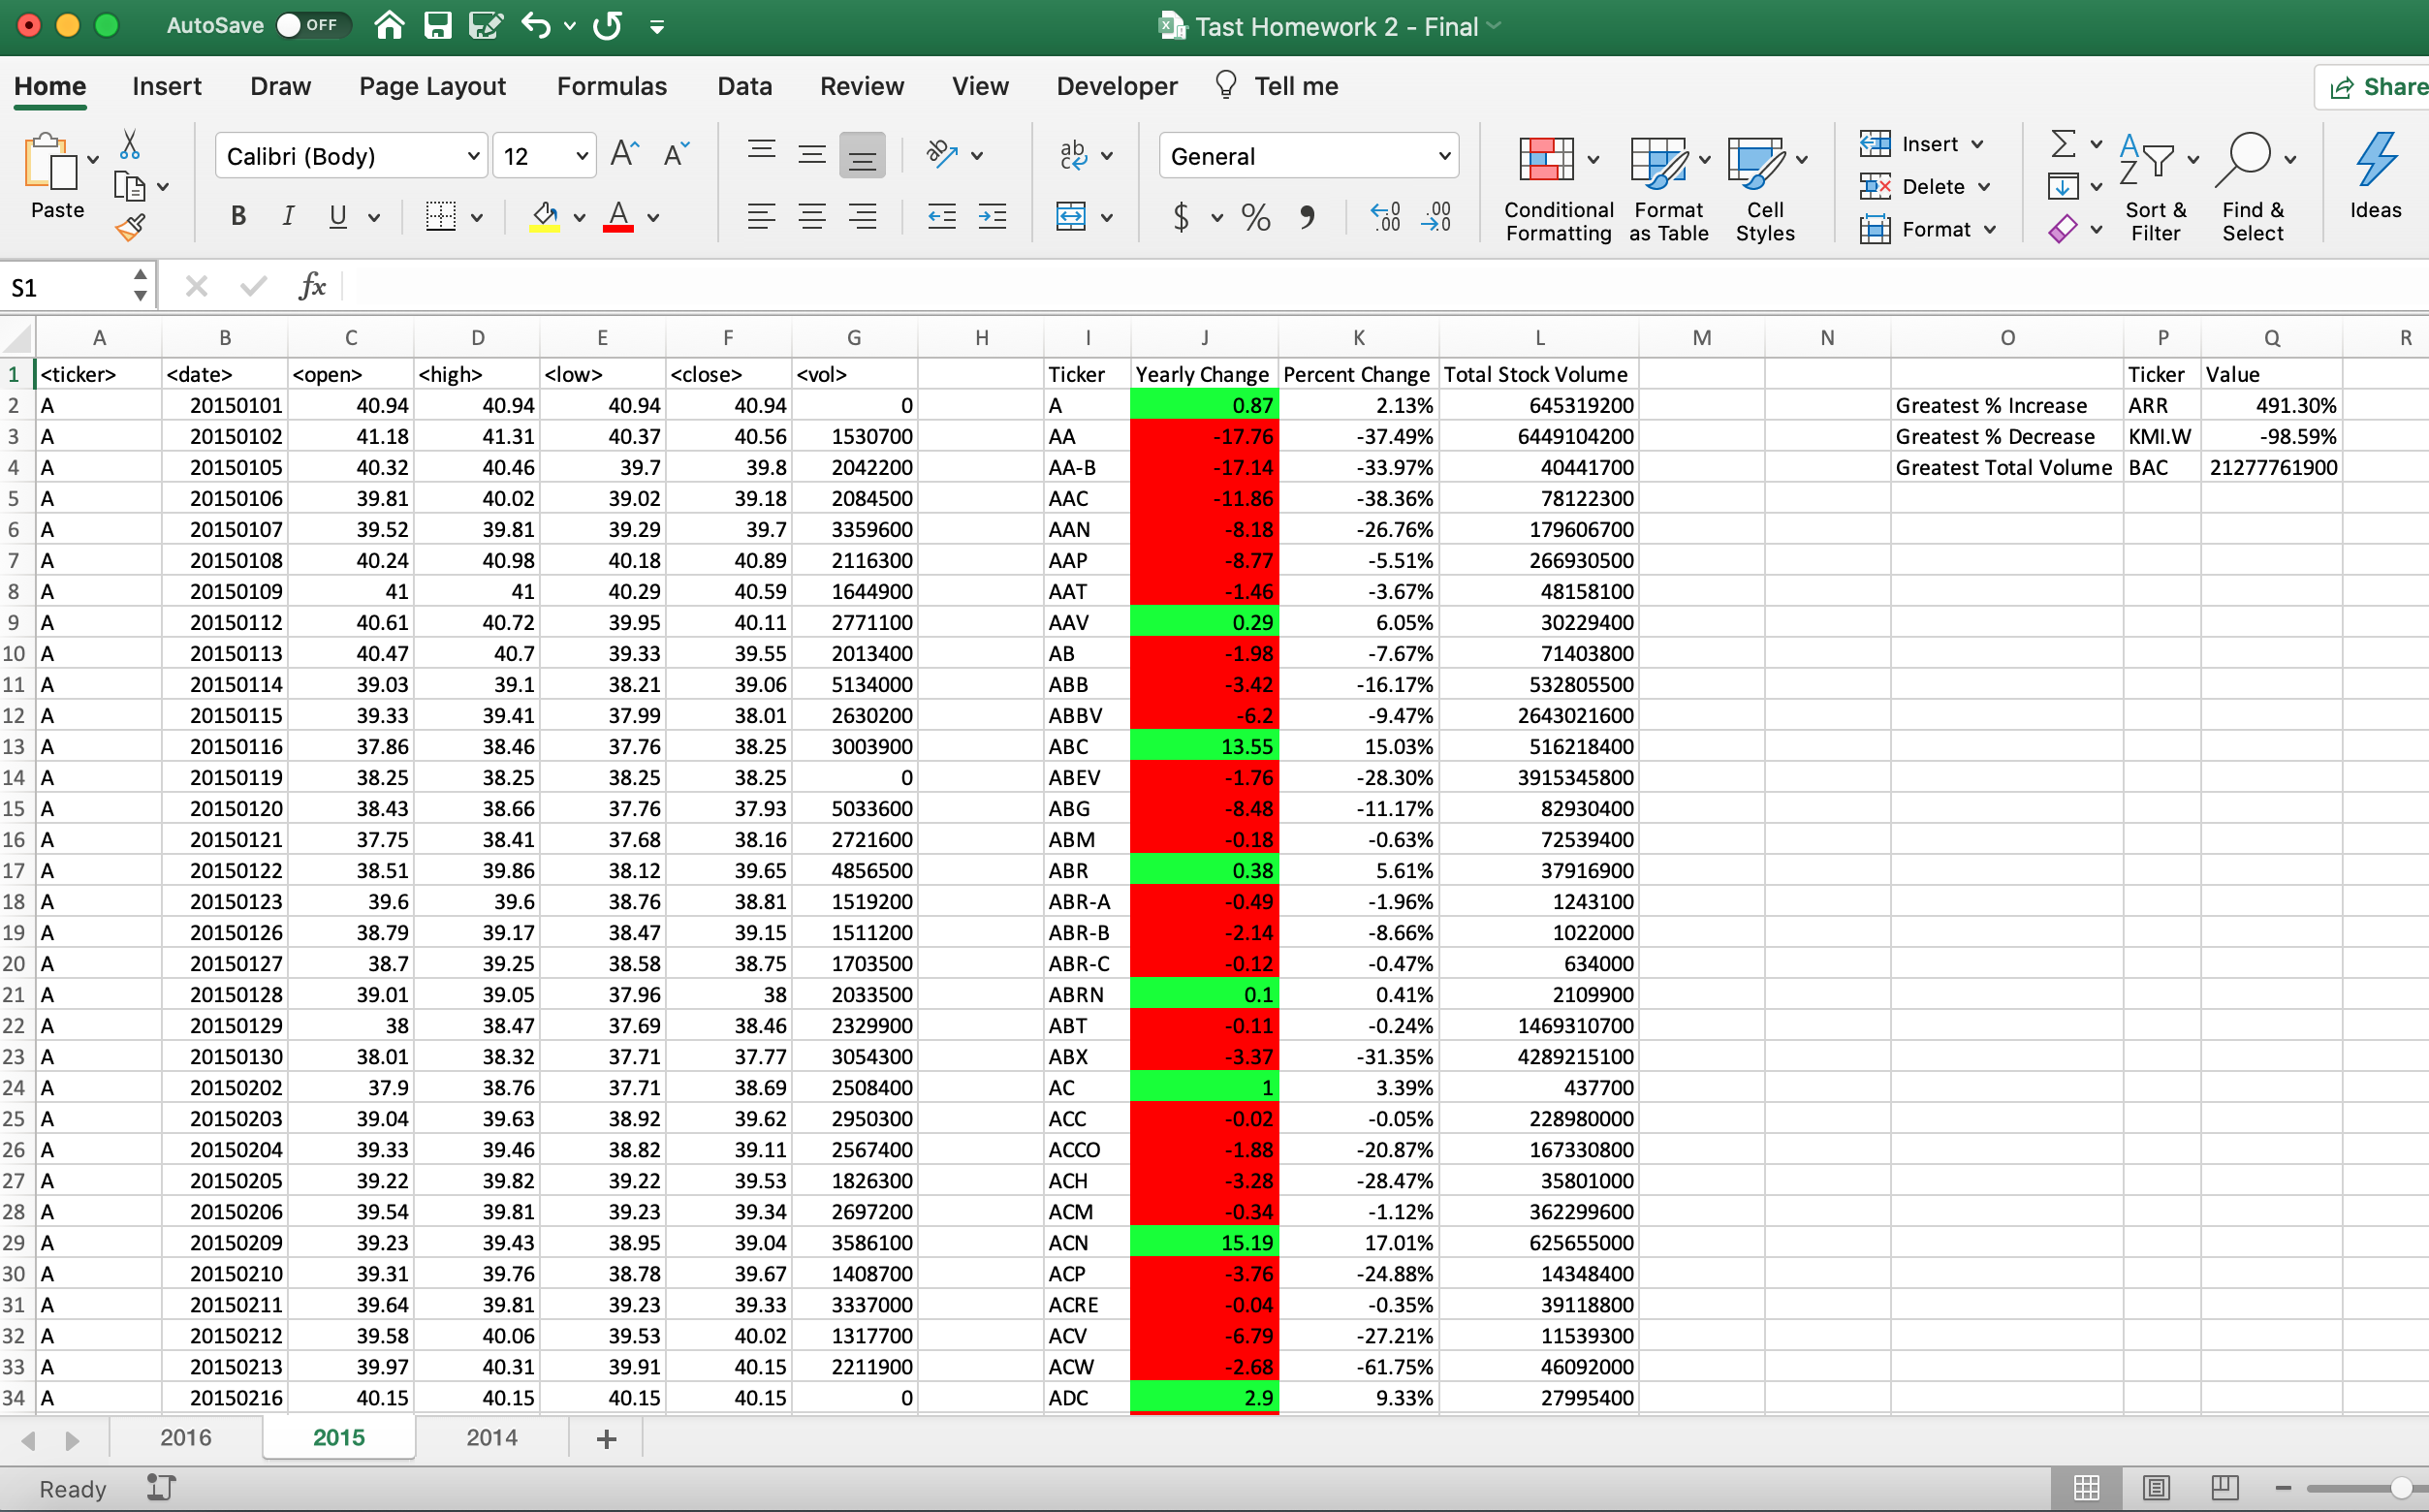 AutoSave OFF Tast Homework 2 - Final
Home Insert Draw Page Layout Formulas Data Review View Developer Tell me Share
Paste Calibri (Body) 12 General Conditional Formatting Format as Table Cell Styles Insert Delete Format Sort & Filter Find & Select Ideas
S1 fx
A B C D E F G H I J K L M N O P Q R
1 <ticker> <date> <open> <high> <low> <close> <vol> Ticker Yearly Change Percent Change Total Stock Volume Ticker Value
2 A 20150101 40.94 40.94 40.94 40.94 0 A 0.87 2.13% 645319200 Greatest % Increase ARR 491.30%
3 A 20150102 41.18 41.31 40.37 40.56 1530700 AA -17.76 -37.49% 6449104200 Greatest % Decrease KMI.W -98.59%
4 A 20150105 40.32 40.46 39.7 39.8 2042200 AA-B -17.14 -33.97% 40441700 Greatest Total Volume BAC 21277761900
5 A 20150106 39.81 40.02 39.02 39.18 2084500 AAC -11.86 -38.36% 78122300
6 A 20150107 39.52 39.81 39.29 39.7 3359600 AAN -8.18 -26.76% 179606700
7 A 20150108 40.24 40.98 40.18 40.89 2116300 AAP -8.77 -5.51% 266930500
8 A 20150109 41 41 40.29 40.59 1644900 AAT -1.46 -3.67% 48158100
9 A 20150112 40.61 40.72 39.95 40.11 2771100 AAV 0.29 6.05% 30229400
10 A 20150113 40.47 40.7 39.33 39.55 2013400 AB -1.98 -7.67% 71403800
11 A 20150114 39.03 39.1 38.21 39.06 5134000 ABB -3.42 -16.17% 532805500
12 A 20150115 39.33 39.41 37.99 38.01 2630200 ABBV -6.2 -9.47% 2643021600
13 A 20150116 37.86 38.46 37.76 38.25 3003900 ABC 13.55 15.03% 516218400
14 A 20150119 38.25 38.25 38.25 38.25 0 ABEV -1.76 -28.30% 3915345800
15 A 20150120 38.43 38.66 37.76 37.93 5033600 ABG -8.48 -11.17% 82930400
16 A 20150121 37.75 38.41 37.68 38.16 2721600 ABM -0.18 -0.63% 72539400
17 A 20150122 38.51 39.86 38.12 39.65 4856500 ABR 0.38 5.61% 37916900
18 A 20150123 39.6 39.6 38.76 38.81 1519200 ABR-A -0.49 -1.96% 1243100
19 A 20150126 38.79 39.17 38.47 39.15 1511200 ABR-B -2.14 -8.66% 1022000
20 A 20150127 38.7 39.25 38.58 38.75 1703500 ABR-C -0.12 -0.47% 634000
21 A 20150128 39.01 39.05 37.96 38 2033500 ABRN 0.1 0.41% 2109900
22 A 20150129 38 38.47 37.69 38.46 2329900 ABT -0.11 -0.24% 1469310700
23 A 20150130 38.01 38.32 37.71 37.77 3054300 ABX -3.37 -31.35% 4289215100
24 A 20150202 37.9 38.76 37.71 38.69 2508400 AC 1 3.39% 437700
25 A 20150203 39.04 39.63 38.92 39.62 2950300 ACC -0.02 -0.05% 228980000
26 A 20150204 39.33 39.46 38.82 39.11 2567400 ACCO -1.88 -20.87% 167330800
27 A 20150205 39.22 39.82 39.22 39.53 1826300 ACH -3.28 -28.47% 35801000
28 A 20150206 39.54 39.81 39.23 39.34 2697200 ACM -0.34 -1.12% 362299600
29 A 20150209 39.23 39.43 38.95 39.04 3586100 ACN 15.19 17.01% 625655000
30 A 20150210 39.31 39.76 38.78 39.67 1408700 ACP -3.76 -24.88% 14348400
31 A 20150211 39.64 39.81 39.23 39.33 3337000 ACRE -0.04 -0.35% 39118800
32 A 20150212 39.58 40.06 39.53 40.02 1317700 ACV -6.79 -27.21% 11539300
33 A 20150213 39.97 40.31 39.91 40.15 2211900 ACW -2.68 -61.75% 46092000
34 A 20150216 40.15 40.15 40.15 40.15 0 ADC 2.9 9.33% 27995400
2016 2015 2014 +
Ready